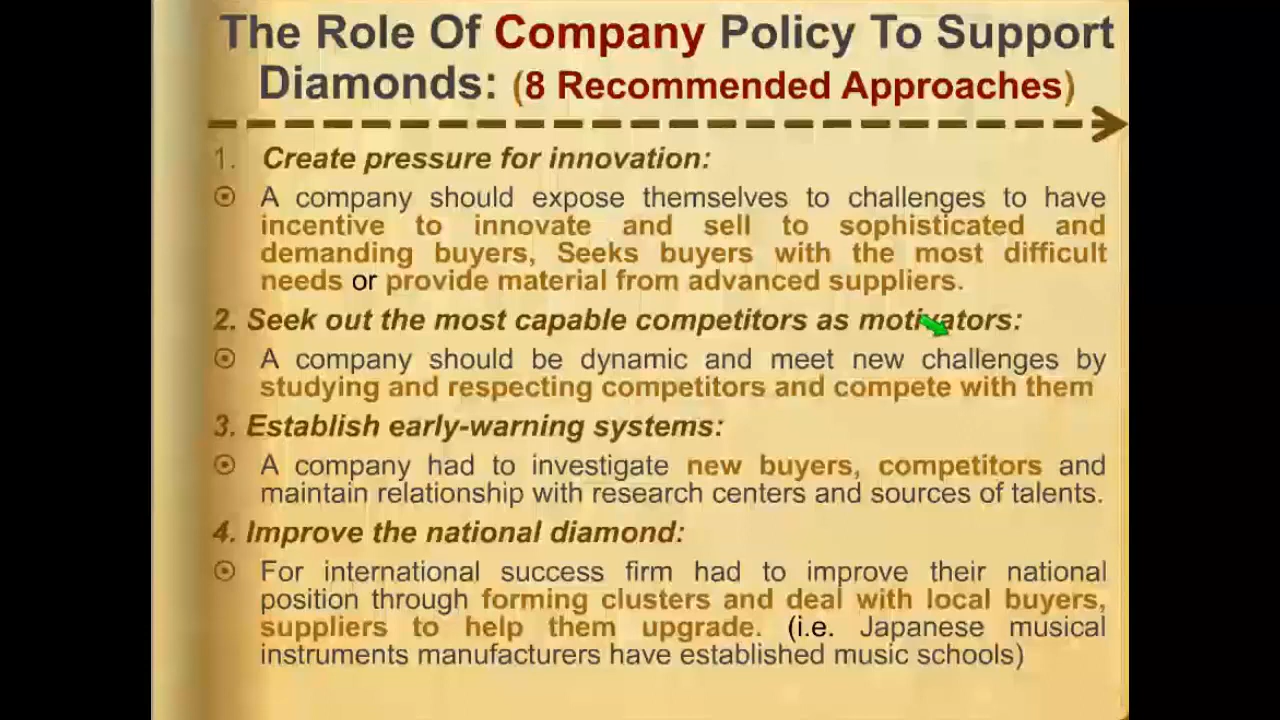 The Role Of Company Policy To Support
Diamonds: (8 Recommended Approaches)
1. Create pressure for innovation:
A company should expose themselves to challenges to have
incentive to innovate and sell to sophisticated and
demanding buyers, Seeks buyers with the most difficult
needs or provide material from advanced suppliers.
2. Seek out the most capable competitors as motivators:
A company should be dynamic and meet new challenges by
studying and respecting competitors and compete with them
3. Establish early-warning systems:
A company had to investigate new buyers, competitors and
maintain relationship with research centers and sources of talents.
4. Improve the national diamond:
For international success firm had to improve their national
position through forming clusters and deal with local buyers,
suppliers to help them upgrade. (i.e. Japanese musical
instruments manufacturers have established music schools)